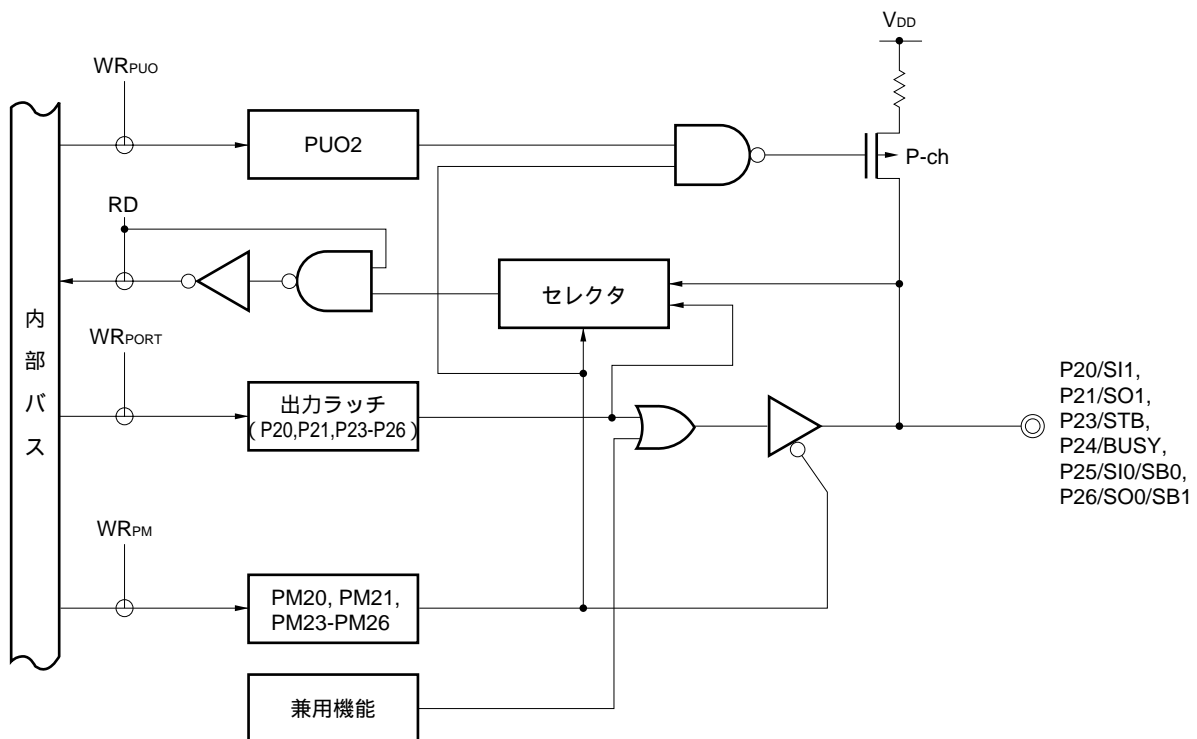 VDD
WRPUO
PUO2
P-ch
RD
セレクタ
内部バス
WRPORT
出力ラッチ
(P20,P21,P23-P26)
P20/SI1,
P21/SO1,
P23/STB,
P24/BUSY,
P25/SI0/SB0,
P26/SO0/SB1
WRPM
PM20, PM21,
PM23-PM26
兼用機能